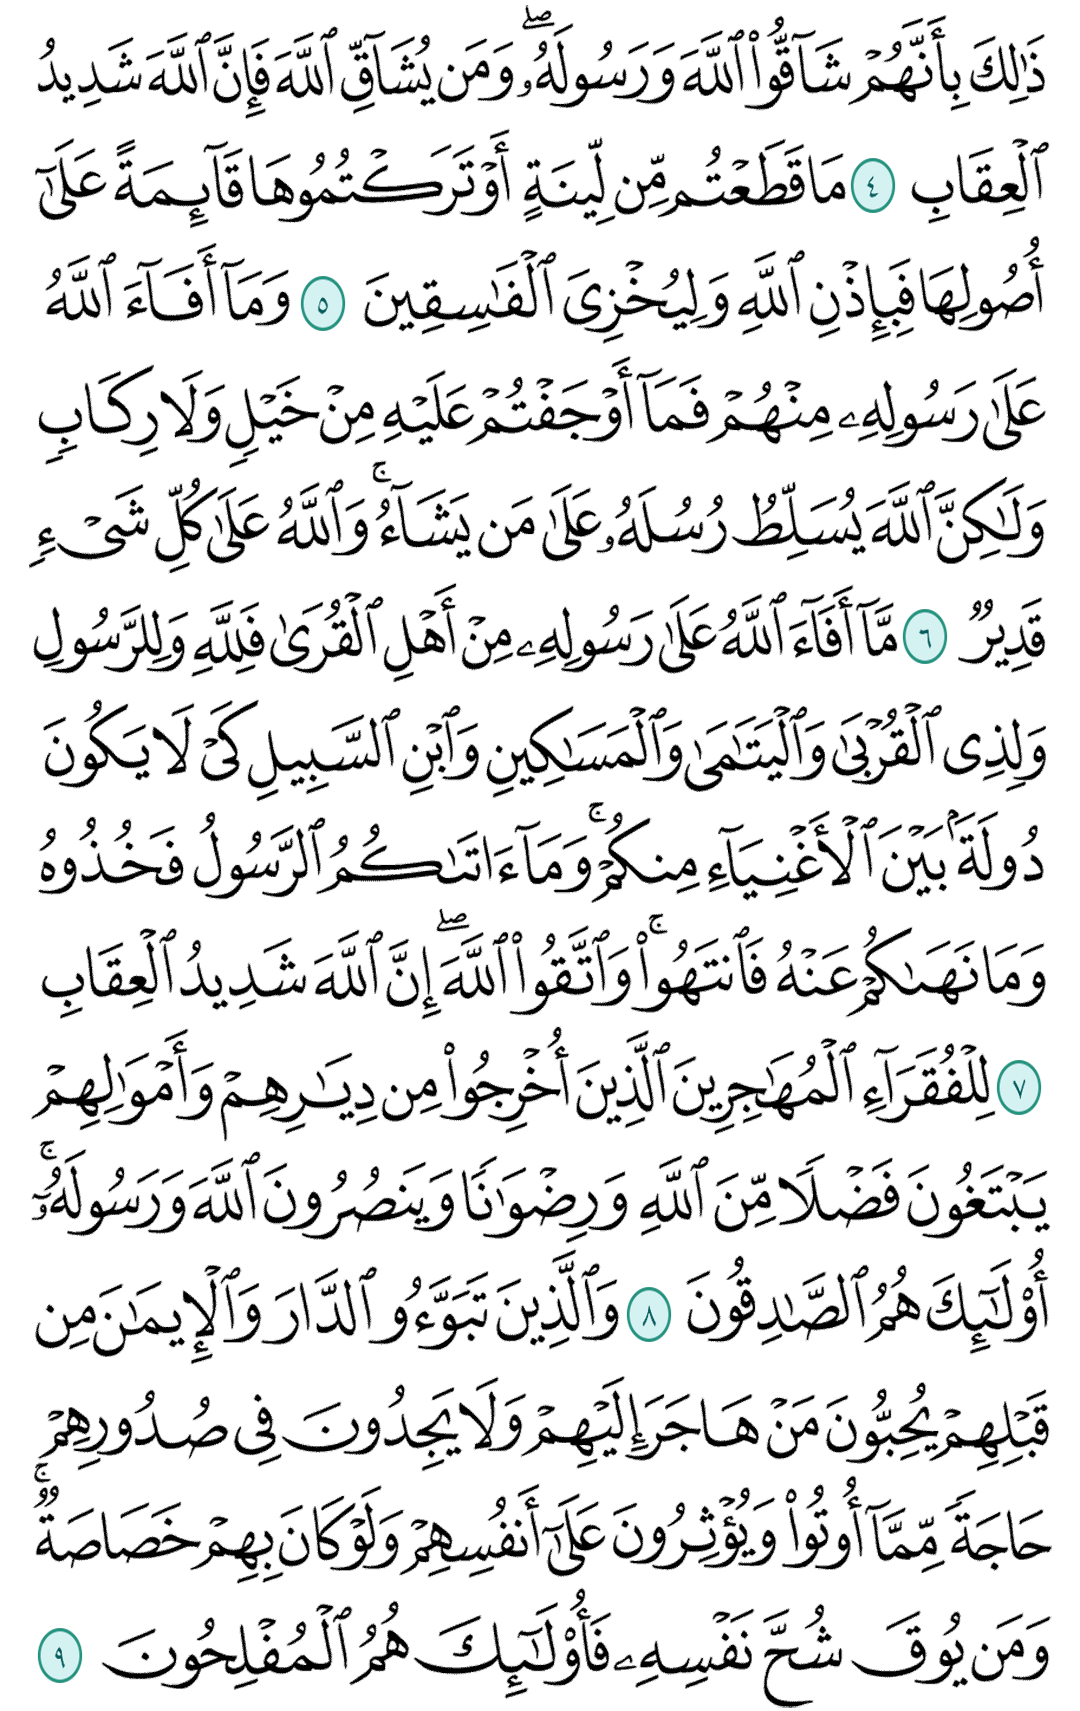 ذَٰلِكَ بِأَنَّهُمۡ شَآقُّواْ ٱللَّهَ وَرَسُولَهُۥۖ وَمَن يُشَآقِّ ٱللَّهَ فَإِنَّ ٱللَّهَ شَدِيدُ
ٱلۡعِقَابِ ٤ مَا قَطَعۡتُم مِّن لِّينَةٍ أَوۡ تَرَكۡتُمُوهَا قَآئِمَةً عَلَىٰٓ
أُصُولِهَا فَبِإِذۡنِ ٱللَّهِ وَلِيُخۡزِىَ ٱلۡفَٰسِقِينَ ٥ وَمَآ أَفَآءَ ٱللَّهُ
عَلَىٰ رَسُولِهِۦ مِنۡهُمۡ فَمَآ أَوۡجَفۡتُمۡ عَلَيۡهِ مِنۡ خَيۡلٍ وَلَا رِكَابٍ
وَلَٰكِنَّ ٱللَّهَ يُسَلِّطُ رُسُلَهُۥ عَلَىٰ مَن يَشَآءُۚ وَٱللَّهُ عَلَىٰ كُلِّ شَىۡءٍ
قَدِيرٌ ٦ مَّآ أَفَآءَ ٱللَّهُ عَلَىٰ رَسُولِهِۦ مِنۡ أَهۡلِ ٱلۡقُرَىٰ فَلِلَّهِ وَلِلرَّسُولِ
وَلِذِى ٱلۡقُرۡبَىٰ وَٱلۡيَتَٰمَىٰ وَٱلۡمَسَٰكِينِ وَٱبۡنِ ٱلسَّبِيلِ كَىۡ لَا يَكُونَ
دُولَةَۢ بَيۡنَ ٱلۡأَغۡنِيَآءِ مِنكُمۡۚ وَمَآ ءَاتَىٰكُمُ ٱلرَّسُولُ فَخُذُوهُ
وَمَا نَهَىٰكُمۡ عَنۡهُ فَٱنتَهُواْۚ وَٱتَّقُواْ ٱللَّهَۖ إِنَّ ٱللَّهَ شَدِيدُ ٱلۡعِقَابِ
٧ لِلۡفُقَرَآءِ ٱلۡمُهَٰجِرِينَ ٱلَّذِينَ أُخۡرِجُواْ مِن دِيَٰرِهِمۡ وَأَمۡوَٰلِهِمۡ
يَبۡتَغُونَ فَضۡلًا مِّنَ ٱللَّهِ وَرِضۡوَٰنًا وَيَنصُرُونَ ٱللَّهَ وَرَسُولَهُۥٓۚ
أُوْلَٰٓئِكَ هُمُ ٱلصَّٰدِقُونَ ٨ وَٱلَّذِينَ تَبَوَّءُو ٱلدَّارَ وَٱلۡإِيمَٰنَ مِن
قَبۡلِهِمۡ يُحِبُّونَ مَنۡ هَاجَرَ إِلَيۡهِمۡ وَلَا يَجِدُونَ فِى صُدُورِهِمۡ
حَاجَةً مِّمَّآ أُوتُواْ وَيُؤۡثِرُونَ عَلَىٰٓ أَنفُسِهِمۡ وَلَوۡ كَانَ بِهِمۡ خَصَاصَةٌۚ
وَمَن يُوقَ شُحَّ نَفۡسِهِۦ فَأُوْلَٰٓئِكَ هُمُ ٱلۡمُفۡلِحُونَ ٩